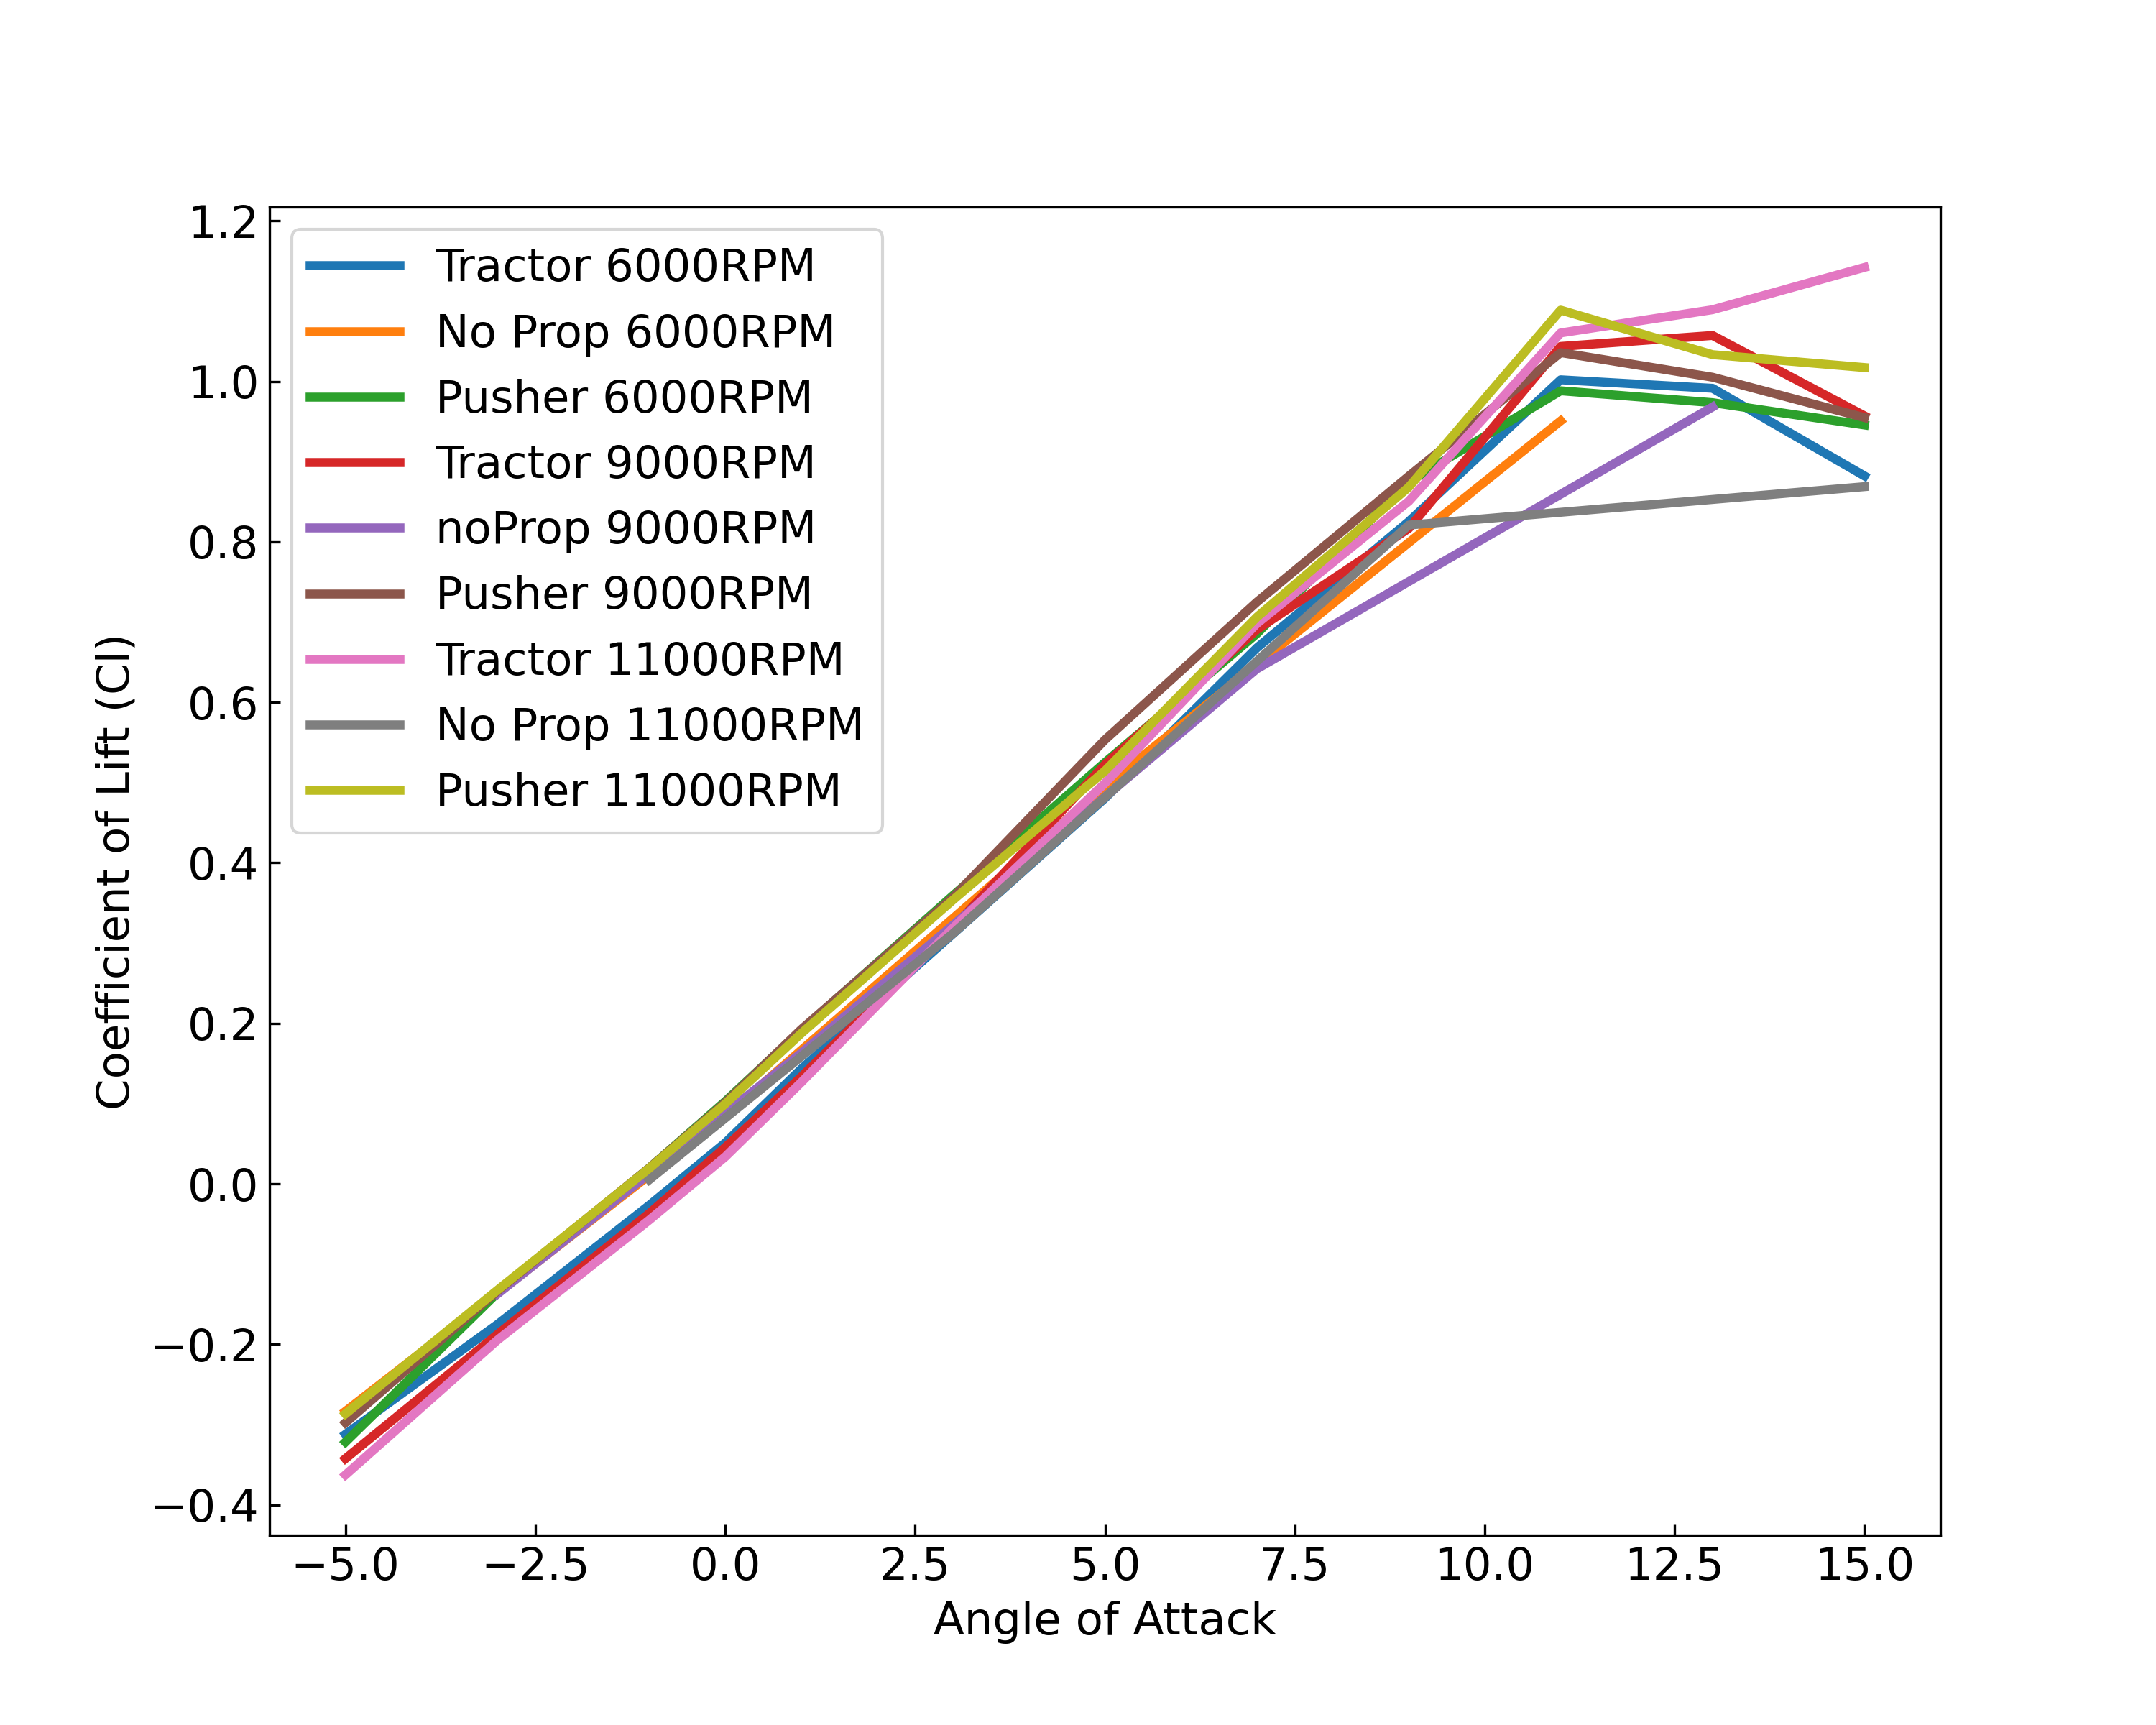 1.2
1.0
0.8
0.6
0.4
0.2
0.0
−0.2
−0.4
Coefficient of Lift (Cl)
Tractor 6000RPM
No Prop 6000RPM
Pusher 6000RPM
Tractor 9000RPM
noProp 9000RPM
Pusher 9000RPM
Tractor 11000RPM
No Prop 11000RPM
Pusher 11000RPM
−5.0 −2.5 0.0 2.5 5.0 7.5 10.0 12.5 15.0
Angle of Attack